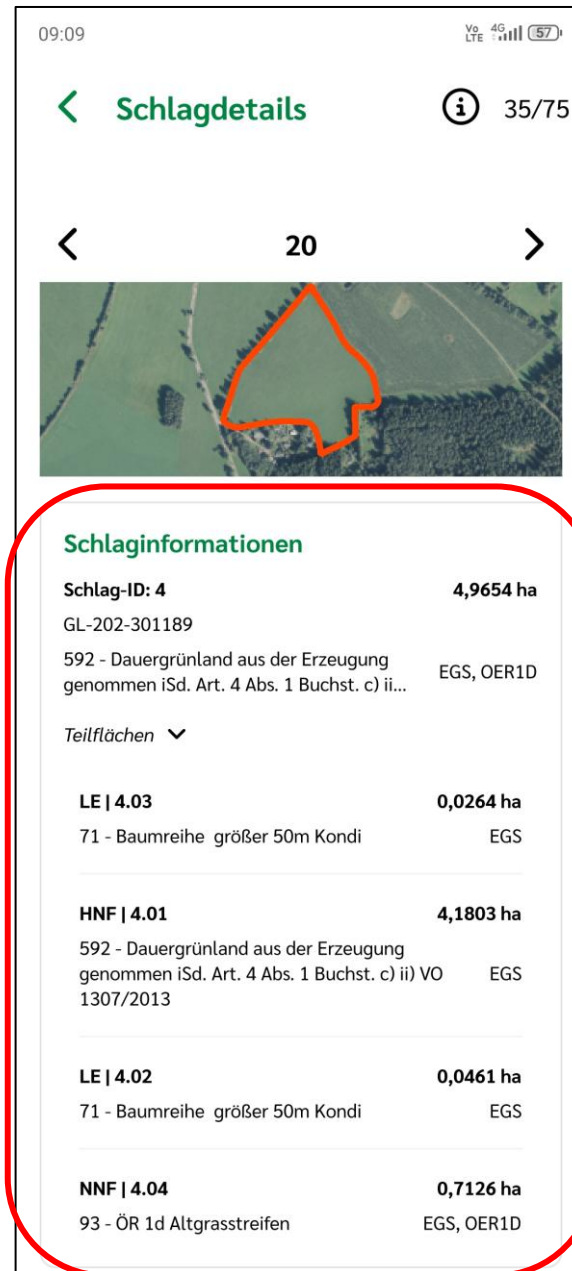 09:09 Vo LTE 4G 57
Schlagdetails 35/75
20
Schlaginformationen
Schlag-ID: 4 4,9654 ha
GL-202-301189
592 - Dauergrünland aus der Erzeugung
genommen iSd. Art. 4 Abs. 1 Buchst. c) ii... EGS, OER1D
Teilflächen
LE | 4.03 0,0264 ha
71 - Baumreihe größer 50m Kondi EGS
HNF | 4.01 4,1803 ha
592 - Dauergrünland aus der Erzeugung
genommen iSd. Art. 4 Abs. 1 Buchst. c) ii) VO EGS
1307/2013
LE | 4.02 0,0461 ha
71 - Baumreihe größer 50m Kondi EGS
NNF | 4.04 0,7126 ha
93 - ÖR 1d Altgrasstreifen EGS, OER1D